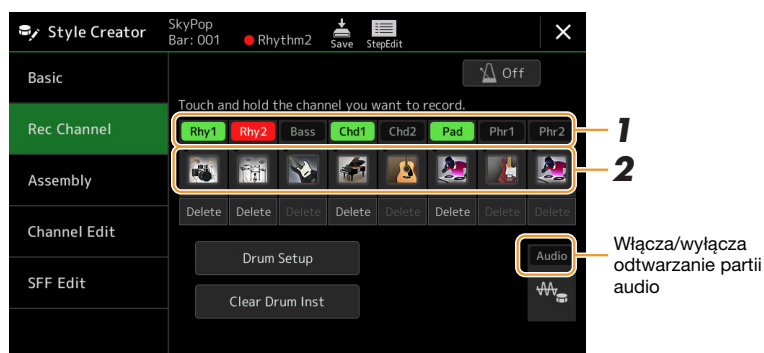 Style Creator
SkyPop
Bar: 001 Rhythm2 Save StepEdit
Basic
Off
Touch and hold the channel you want to record.
Rec Channel
Rhy1 Rhy2 Bass Chd1 Chd2 Pad Phr1 Phr2
1
Assembly
2
Delete Delete Delete Delete Delete Delete Delete Delete
Channel Edit
Drum Setup
Audio
Włącza/wyłącza
odtwarzanie partii
audio
SFF Edit
Clear Drum Inst